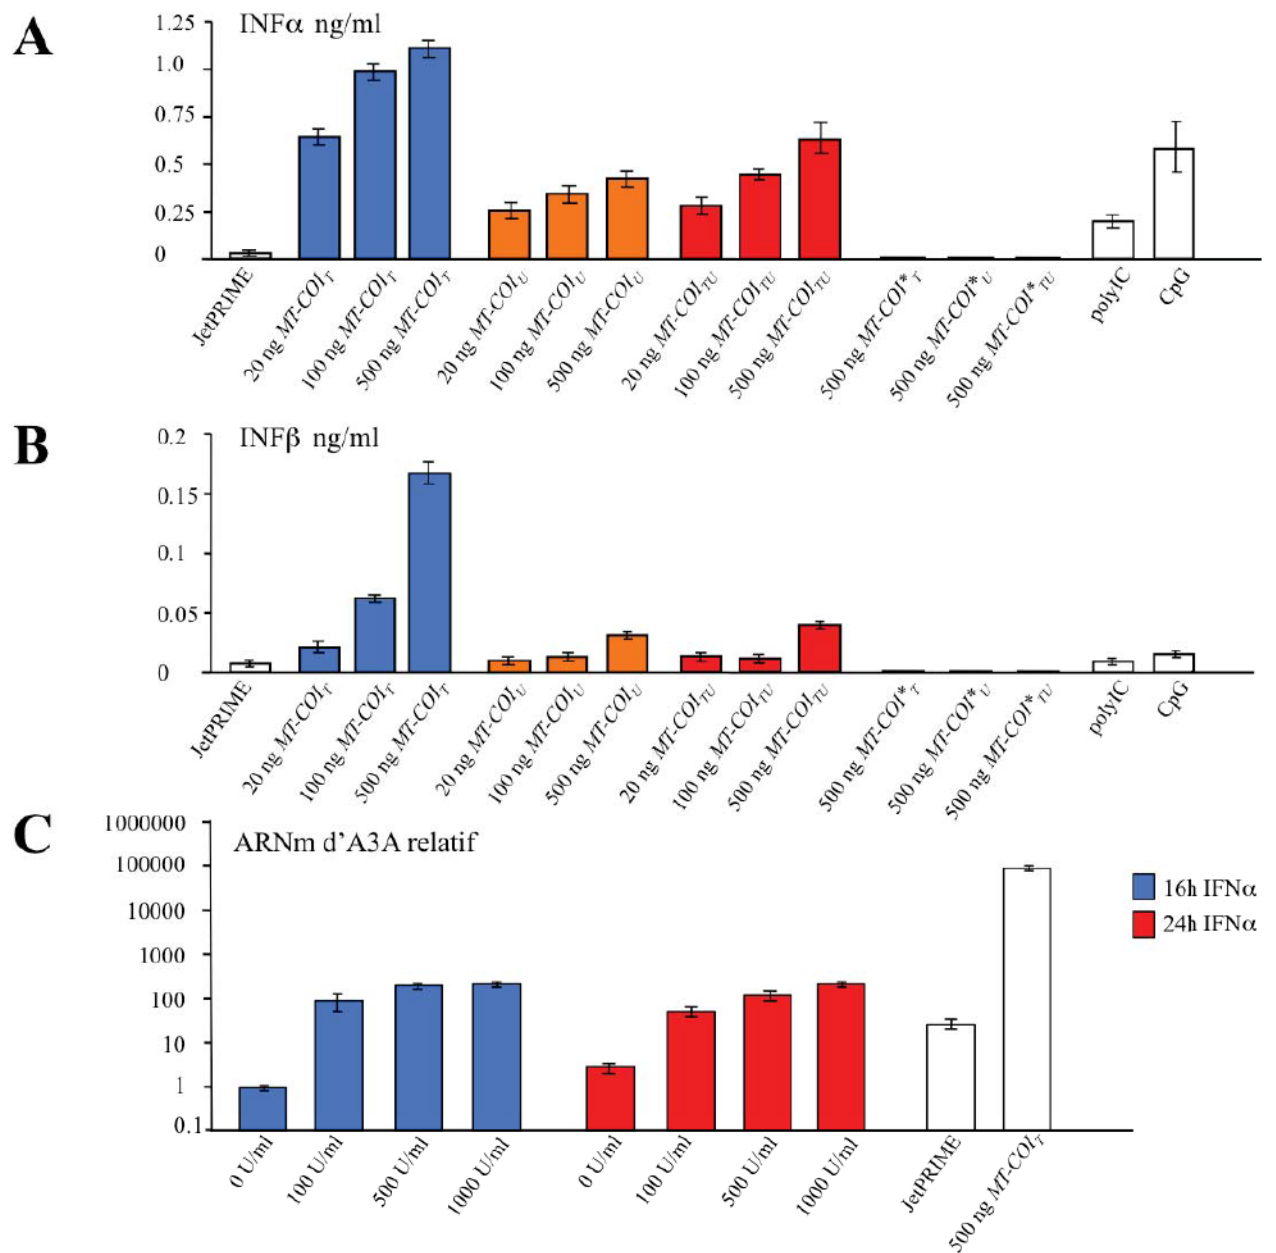 A
INFα ng/ml
1.25
1.0
0.75
0.5
0.25
0
JetPRIME
20 ng MT-COI_T
100 ng MT-COI_T
500 ng MT-COI_T
20 ng MT-COI_U
100 ng MT-COI_U
500 ng MT-COI_U
20 ng MT-COI_TU
100 ng MT-COI_TU
500 ng MT-COI_TU
500 ng MT-COI*_T
500 ng MT-COI*_U
500 ng MT-COI*_TU
polyIC
CpG
B
INFβ ng/ml
0.2
0.15
0.1
0.05
0
JetPRIME
20 ng MT-COI_T
100 ng MT-COI_T
500 ng MT-COI_T
20 ng MT-COI_U
100 ng MT-COI_U
500 ng MT-COI_U
20 ng MT-COI_TU
100 ng MT-COI_TU
500 ng MT-COI_TU
500 ng MT-COI*_T
500 ng MT-COI*_U
500 ng MT-COI*_TU
polyIC
CpG
C
ARNm d’A3A relatif
1000000
100000
10000
1000
100
10
1
0.1
16h IFNα
24h IFNα
0 U/ml
100 U/ml
500 U/ml
1000 U/ml
0 U/ml
100 U/ml
500 U/ml
1000 U/ml
JetPRIME
500 ng MT-COI_T